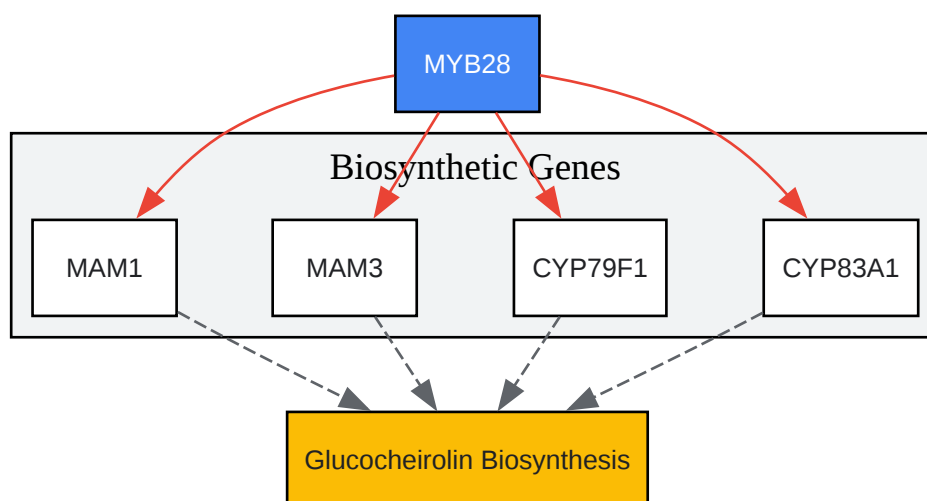 MYB28
Biosynthetic Genes
MAM1
MAM3
CYP79F1
CYP83A1
Glucocheirolin Biosynthesis